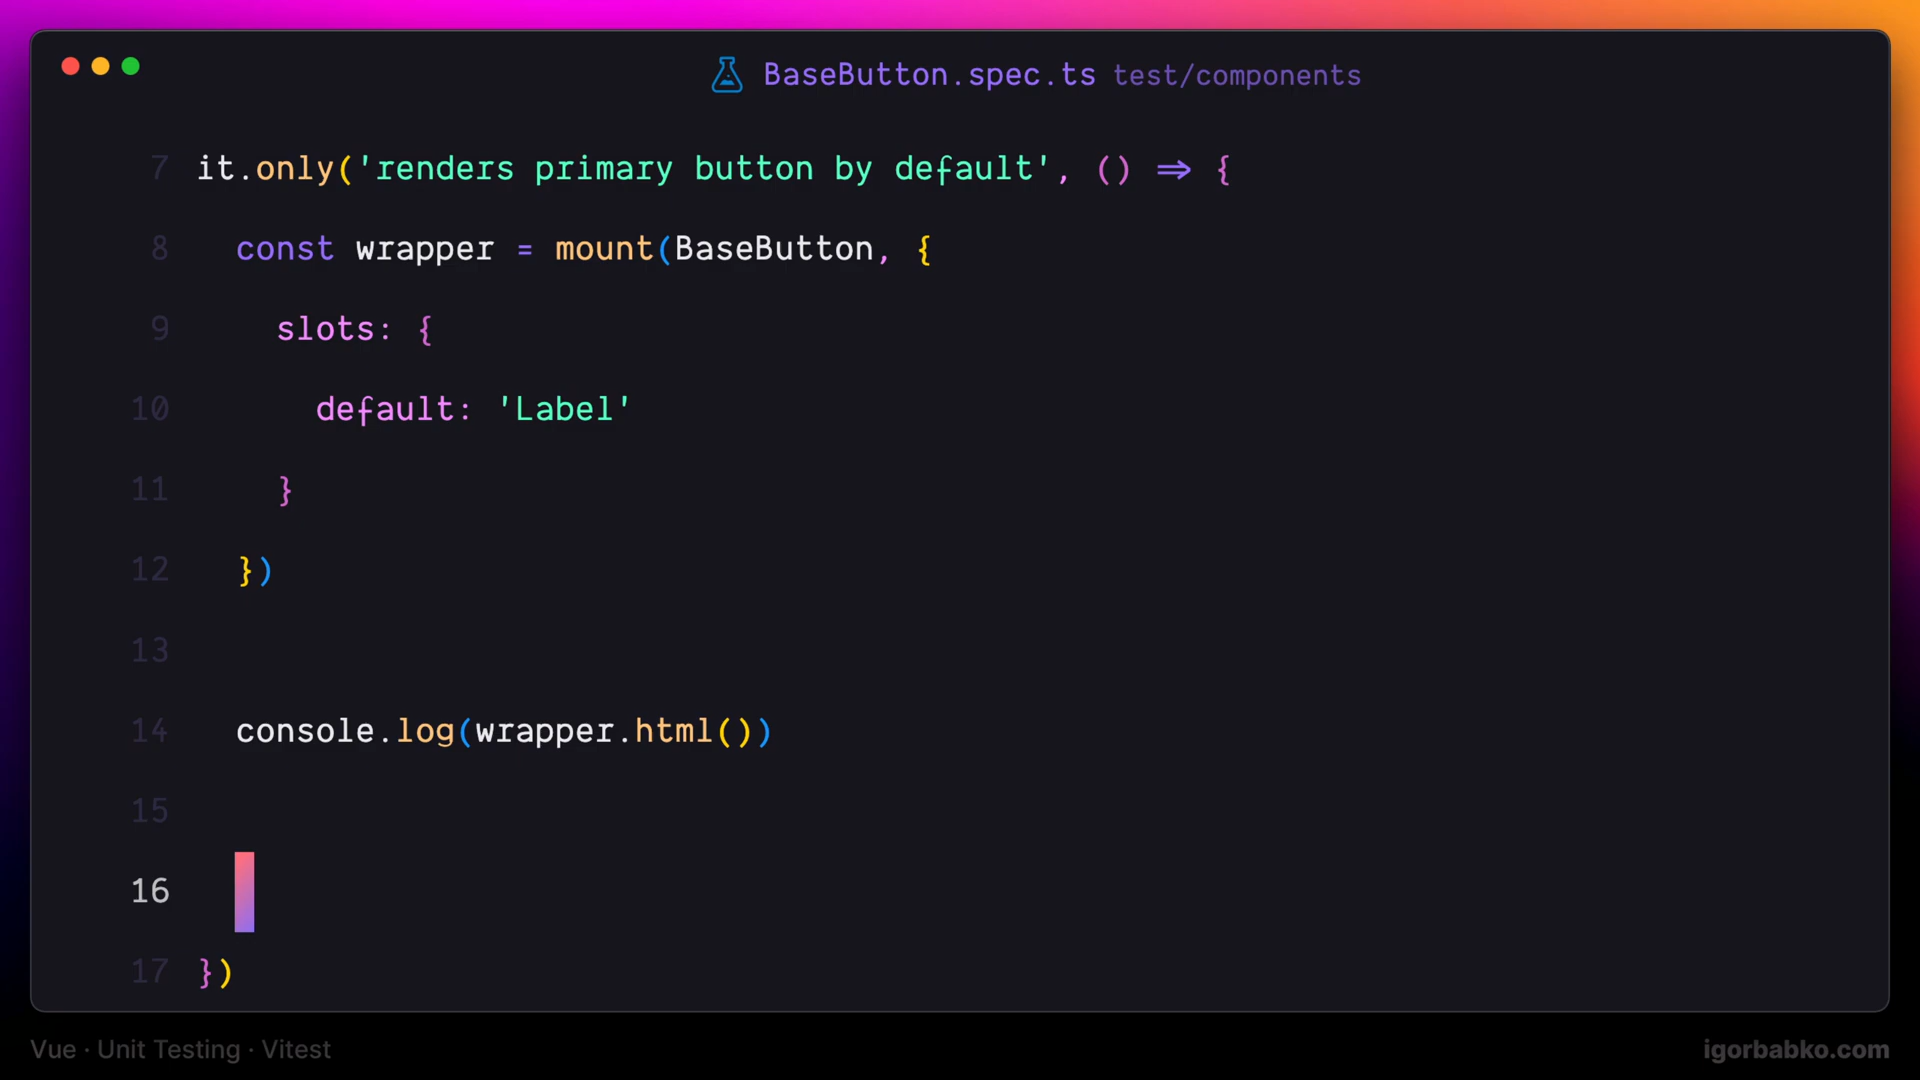 BaseButton.spec.ts test/components
7 it.only('renders primary button by default', () => {
8 const wrapper = mount(BaseButton, {
9 slots: {
10 default: 'Label'
11 }
12 })
13
14 console.log(wrapper.html())
15
16
17 })
Vue · Unit Testing · Vitest
igorbabko.com